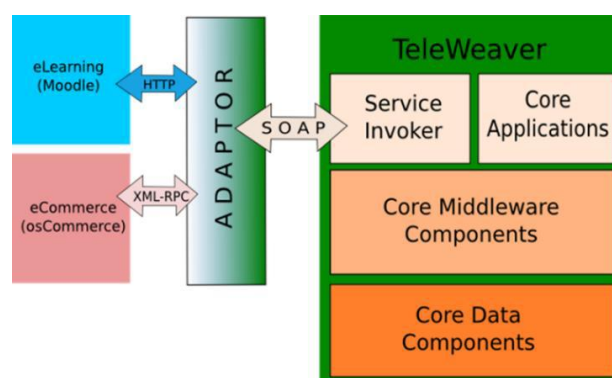 eLearning
(Moodle)
HTTP
eCommerce
(osCommerce)
XML-RPC
ADAPTOR
SOAP
TeleWeaver
Service
Invoker
Core
Applications
Core Middleware
Components
Core Data
Components